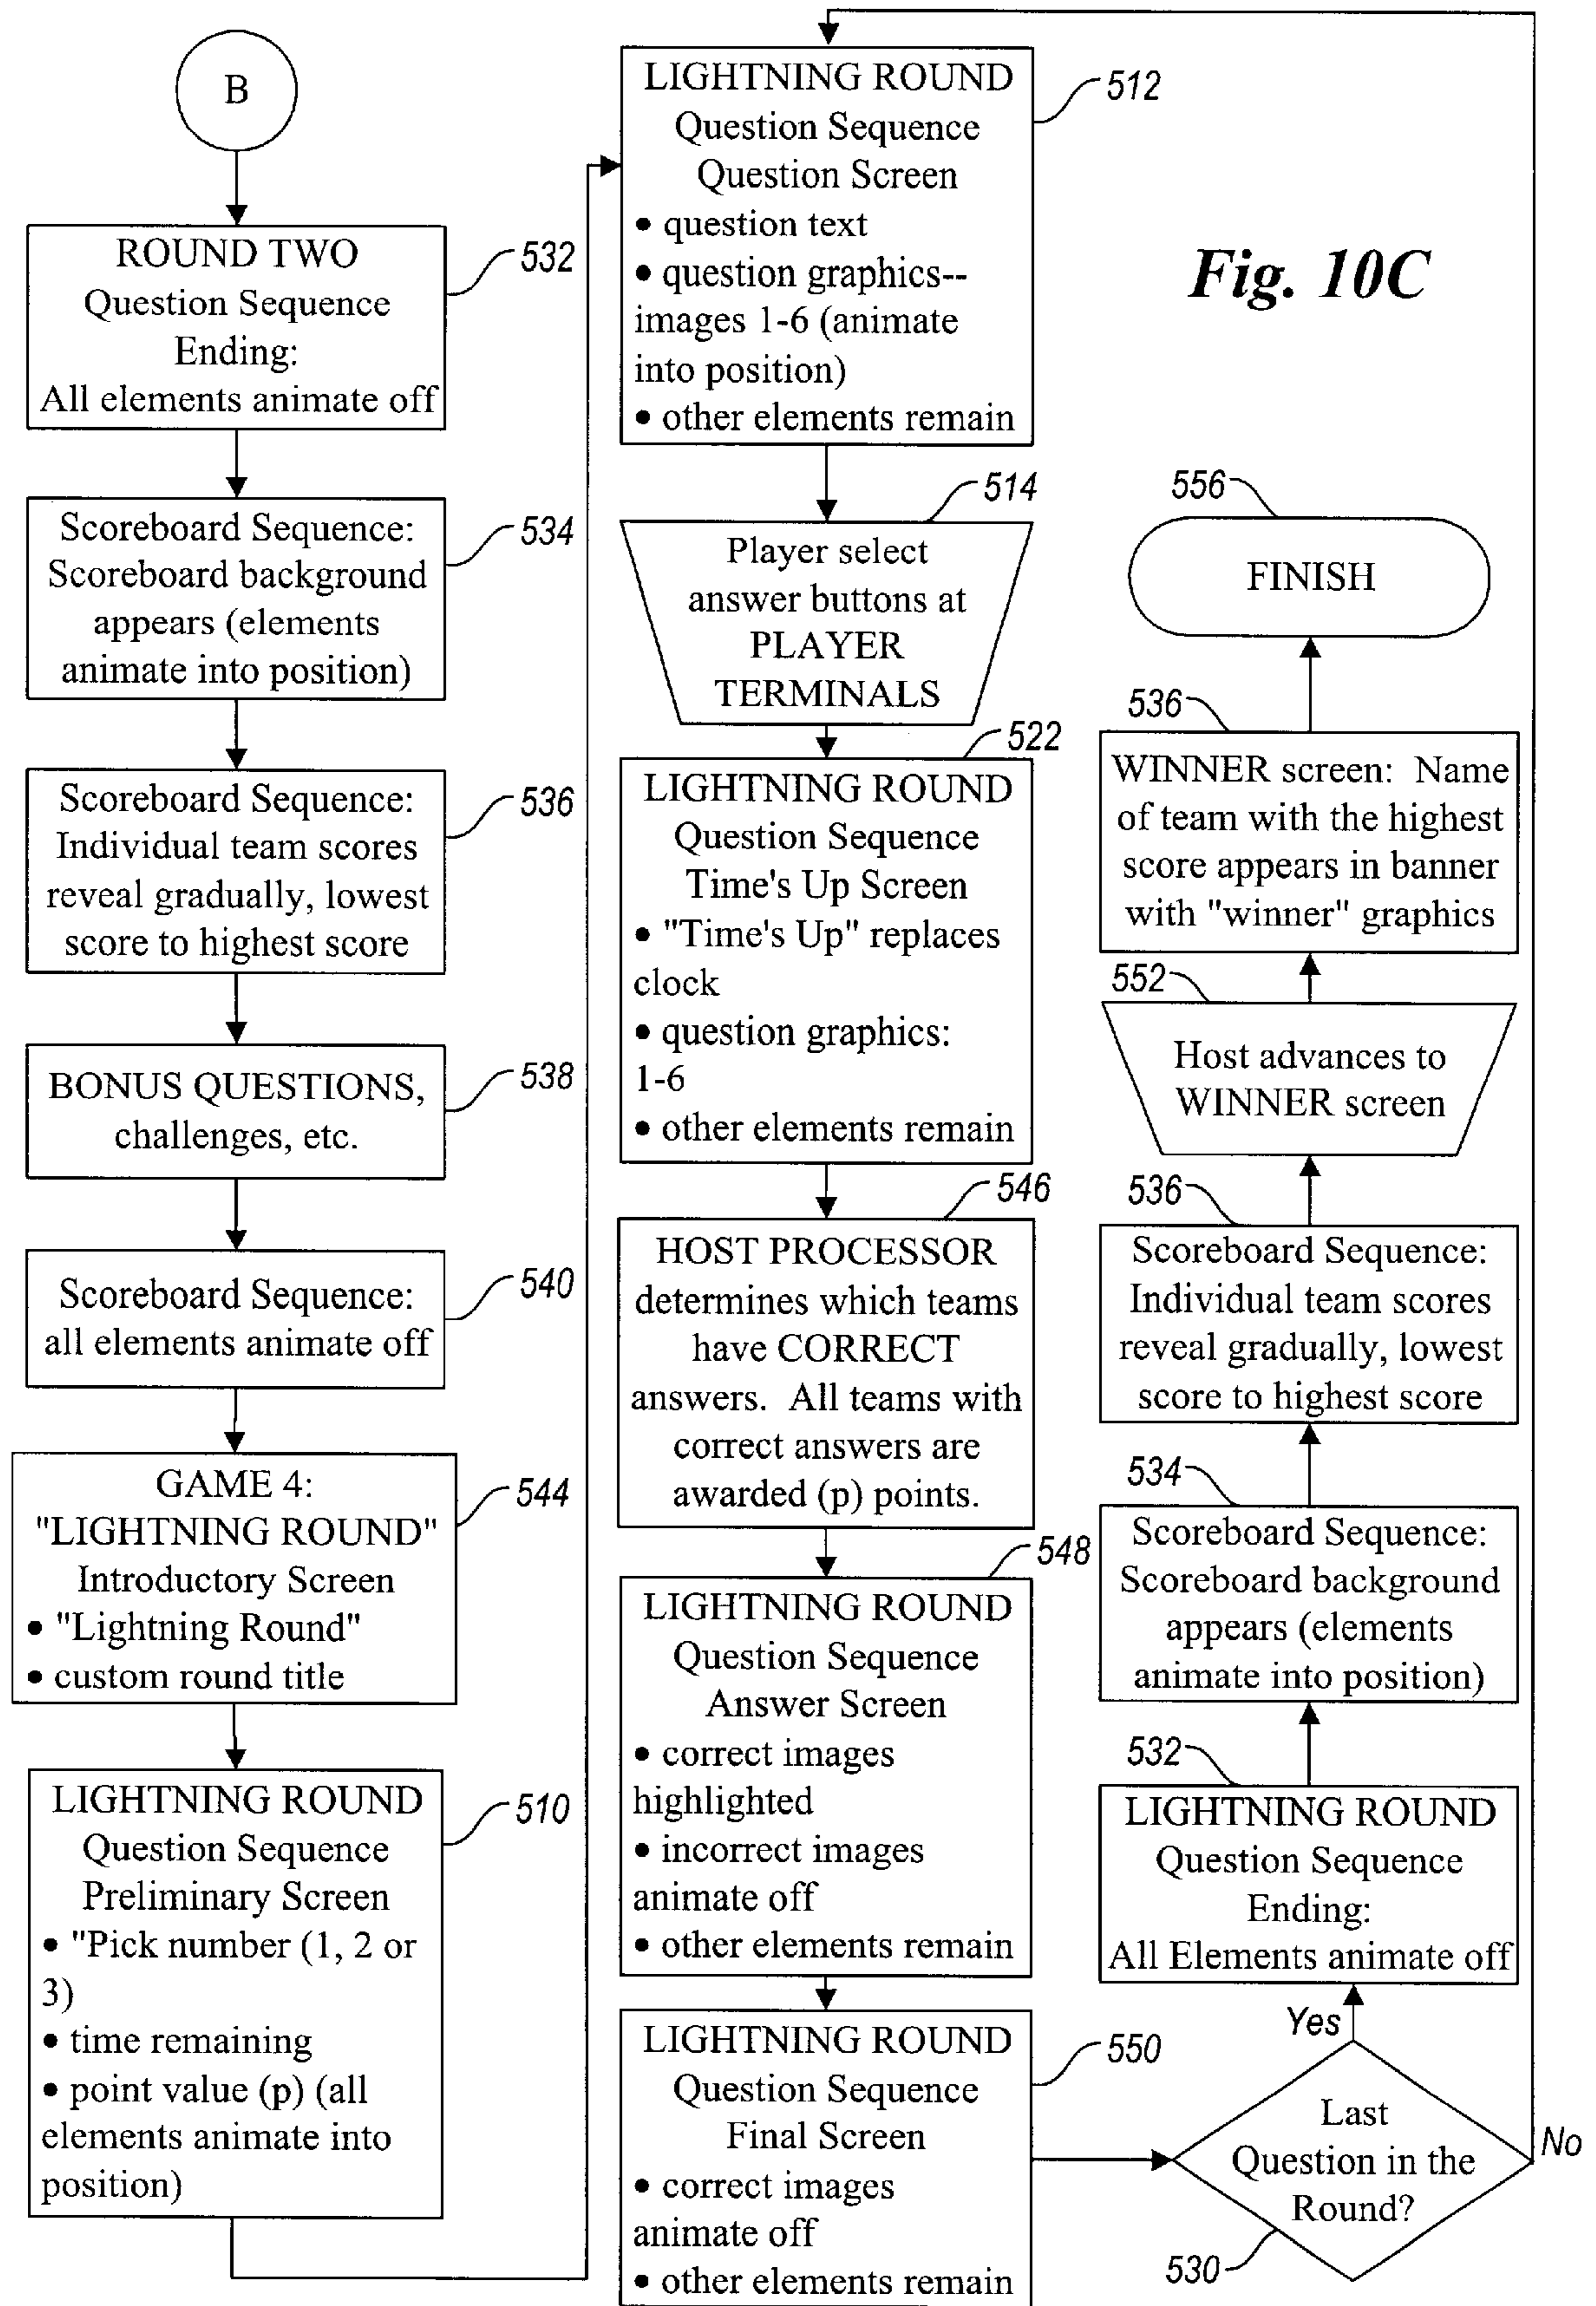 B
ROUND TWO
Question Sequence
Ending:
All elements animate off
532
Scoreboard Sequence:
Scoreboard background
appears (elements
animate into position)
534
Scoreboard Sequence:
Individual team scores
reveal gradually, lowest
score to highest score
536
BONUS QUESTIONS,
challenges, etc.
538
Scoreboard Sequence:
all elements animate off
540
GAME 4:
"LIGHTNING ROUND"
Introductory Screen
• "Lightning Round"
• custom round title
544
LIGHTNING ROUND
Question Sequence
Preliminary Screen
• "Pick number (1, 2 or
3)
• time remaining
• point value (p) (all
elements animate into
position)
510
LIGHTNING ROUND
Question Sequence
Question Screen
• question text
• question graphics--
images 1-6 (animate
into position)
• other elements remain
512
514
Player select
answer buttons at
PLAYER
TERMINALS
522
LIGHTNING ROUND
Question Sequence
Time's Up Screen
• "Time's Up" replaces
clock
• question graphics:
1-6
• other elements remain
546
HOST PROCESSOR
determines which teams
have CORRECT
answers.  All teams with
correct answers are
awarded (p) points.
548
LIGHTNING ROUND
Question Sequence
Answer Screen
• correct images
highlighted
• incorrect images
animate off
• other elements remain
LIGHTNING ROUND
Question Sequence
Final Screen
• correct images
animate off
• other elements remain
550
Fig. 10C
556
FINISH
536
WINNER screen:  Name
of team with the highest
score appears in banner
with "winner" graphics
552
Host advances to
WINNER screen
536
Scoreboard Sequence:
Individual team scores
reveal gradually, lowest
score to highest score
534
Scoreboard Sequence:
Scoreboard background
appears (elements
animate into position)
532
LIGHTNING ROUND
Question Sequence
Ending:
All Elements animate off
Yes
Last
Question in the
Round?
No
530